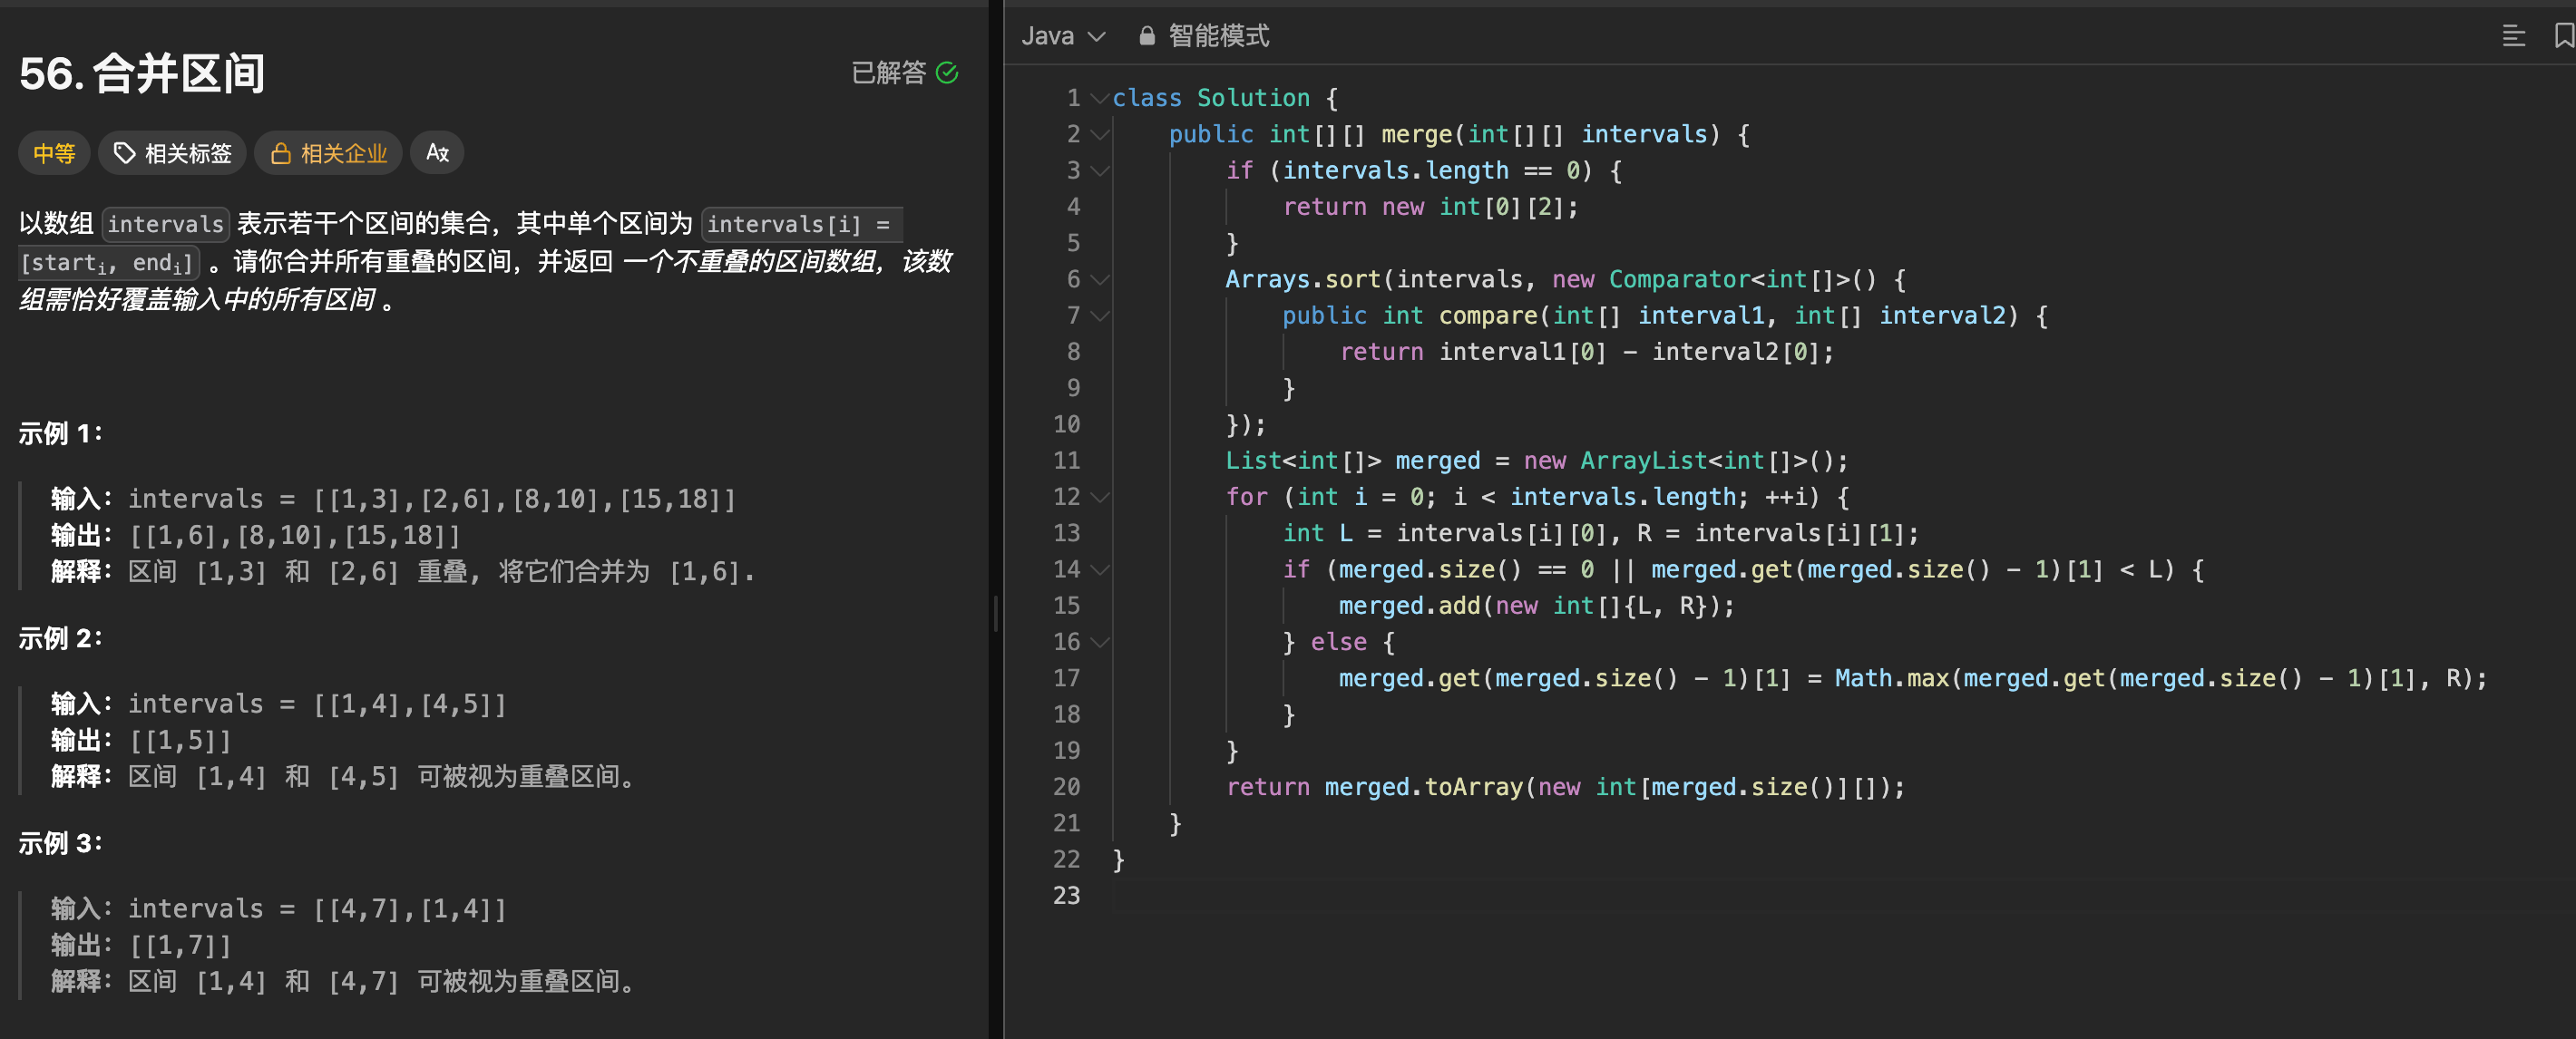 56. 合并区间
已解答
中等 相关标签 相关企业
以数组 intervals 表示若干个区间的集合，其中单个区间为 intervals[i] =
[starti, endi] 。请你合并所有重叠的区间，并返回 一个不重叠的区间数组，该数
组需恰好覆盖输入中的所有区间 。
示例 1：
输入：intervals = [[1,3],[2,6],[8,10],[15,18]]
输出：[[1,6],[8,10],[15,18]]
解释：区间 [1,3] 和 [2,6] 重叠, 将它们合并为 [1,6].
示例 2：
输入：intervals = [[1,4],[4,5]]
输出：[[1,5]]
解释：区间 [1,4] 和 [4,5] 可被视为重叠区间。
示例 3：
输入：intervals = [[4,7],[1,4]]
输出：[[1,7]]
解释：区间 [1,4] 和 [4,7] 可被视为重叠区间。
Java 智能模式
1 class Solution {
2     public int[][] merge(int[][] intervals) {
3         if (intervals.length == 0) {
4             return new int[0][2];
5         }
6         Arrays.sort(intervals, new Comparator<int[]>() {
7             public int compare(int[] interval1, int[] interval2) {
8                 return interval1[0] - interval2[0];
9             }
10         });
11         List<int[]> merged = new ArrayList<int[]>();
12         for (int i = 0; i < intervals.length; ++i) {
13             int L = intervals[i][0], R = intervals[i][1];
14             if (merged.size() == 0 || merged.get(merged.size() - 1)[1] < L) {
15                 merged.add(new int[]{L, R});
16             } else {
17                 merged.get(merged.size() - 1)[1] = Math.max(merged.get(merged.size() - 1)[1], R);
18             }
19         }
20         return merged.toArray(new int[merged.size()][]);
21     }
22 }
23